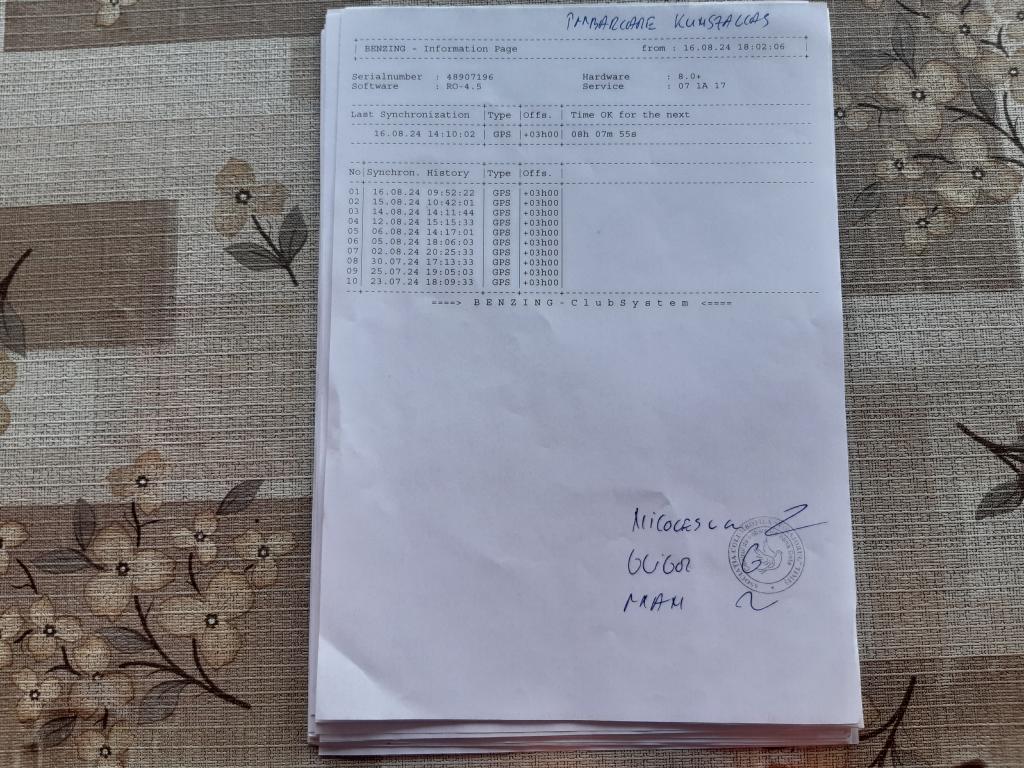 IMBARCARE KUNSZALLAS
BENZING - Information Page from : 16.08.24 18:02:06
Serialnumber : 48907196 Hardware : 8.0+
Software : RO-4.5 Service : 07 1A 17
Last Synchronization |Type |Offs. | Time OK for the next
16.08.24 14:10:02 | GPS |+03h00| 08h 07m 55s
No|Synchron. History |Type |Offs. |
01| 16.08.24 09:52:22 | GPS |+03h00|
02| 15.08.24 10:42:01 | GPS |+03h00|
03| 14.08.24 14:11:44 | GPS |+03h00|
04| 12.08.24 15:15:33 | GPS |+03h00|
05| 06.08.24 14:17:01 | GPS |+03h00|
06| 05.08.24 18:06:03 | GPS |+03h00|
07| 02.08.24 20:25:33 | GPS |+03h00|
08| 30.07.24 17:13:33 | GPS |+03h00|
09| 25.07.24 19:05:03 | GPS |+03h00|
10| 23.07.24 18:09:33 | GPS |+03h00|
====> B E N Z I N G - C l u b S y s t e m <====
GLIGOR